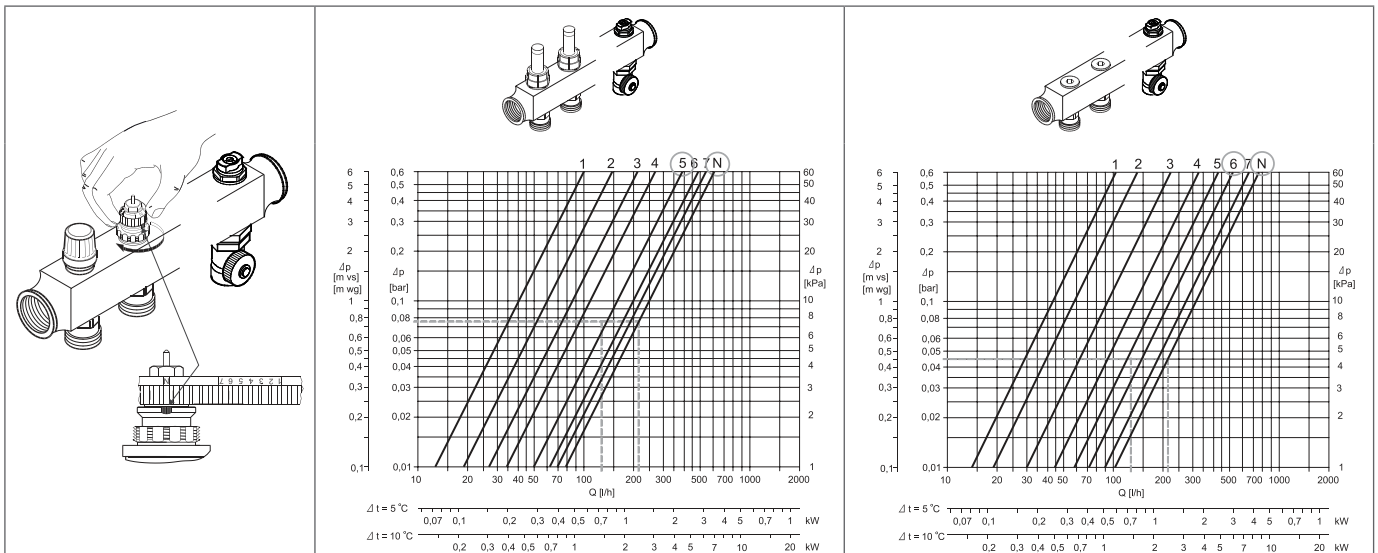 N 7 6 5 4 3 2 1
1 2 3 4 5 6 7 N
6 0,6 60
5 0,5 50
4 0,4 40
3 0,3 30
2 0,2 20
Δp Δp Δp
[m vs] [bar] [kPa]
[m wg]
1 0,1 10
0,8 0,08 8
0,6 0,06 6
0,5 0,05 5
0,4 0,04 4
0,3 0,03 3
0,2 0,02 2
0,1 0,01 1
10 20 30 40 50 70 100 200 300 500 700 1000 2000
Q [l/h]
Δ t = 5 °C
0,07 0,1 0,2 0,3 0,4 0,5 0,7 1 2 3 4 5 0,7 1 kW
Δ t = 10 °C
0,2 0,3 0,4 0,5 0,7 1 2 3 4 5 7 10 20 kW
1 2 3 4 5 6 7 N
6 0,6 60
5 0,5 50
4 0,4 40
3 0,3 30
2 0,2 20
Δp Δp Δp
[m vs] [bar] [kPa]
[m wg]
1 0,1 10
0,8 0,08 8
0,6 0,06 6
0,5 0,05 5
0,4 0,04 4
0,3 0,03 3
0,2 0,02 2
0,1 0,01 1
10 20 30 40 50 70 100 200 300 500 700 1000 2000
Q [l/h]
Δ t = 5 °C
0,07 0,1 0,2 0,3 0,4 0,5 0,7 1 2 3 4 5 0,7 1 kW
Δ t = 10 °C
0,2 0,3 0,4 0,5 0,7 1 2 3 4 5 7 10 20 kW